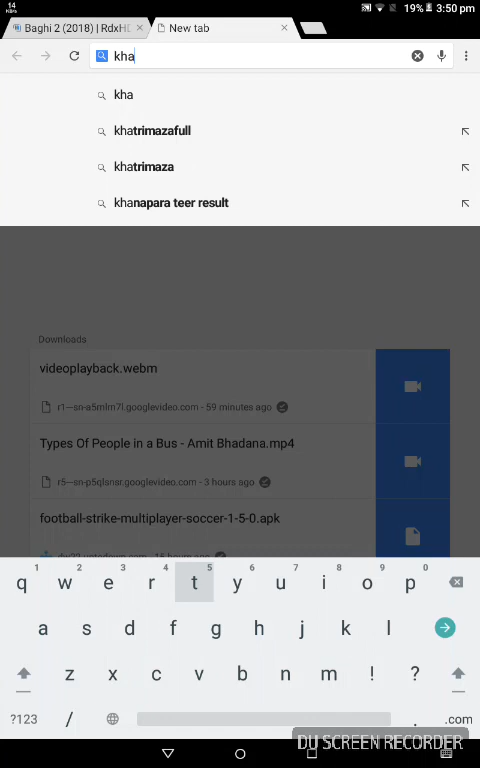 14
KB/s
19% 3:50 pm
Baghi 2 (2018) | RdxHD
New tab
kha
kha
khatrimazafull
khatrimaza
khanapara teer result
Downloads
videoplayback.webm
r1---sn-a5mlrn7l.googlevideo.com - 59 minutes ago
Types Of People in a Bus - Amit Bhadana.mp4
r5---sn-p5qlsnsr.googlevideo.com - 3 hours ago
football-strike-multiplayer-soccer-1-5-0.apk
1 2 3 4 5 6 7 8 9 0
q w e r t y u i o p
a s d f g h j k l
z x c v b n m ! ?
?123 / . .com
DU SCREEN RECORDER